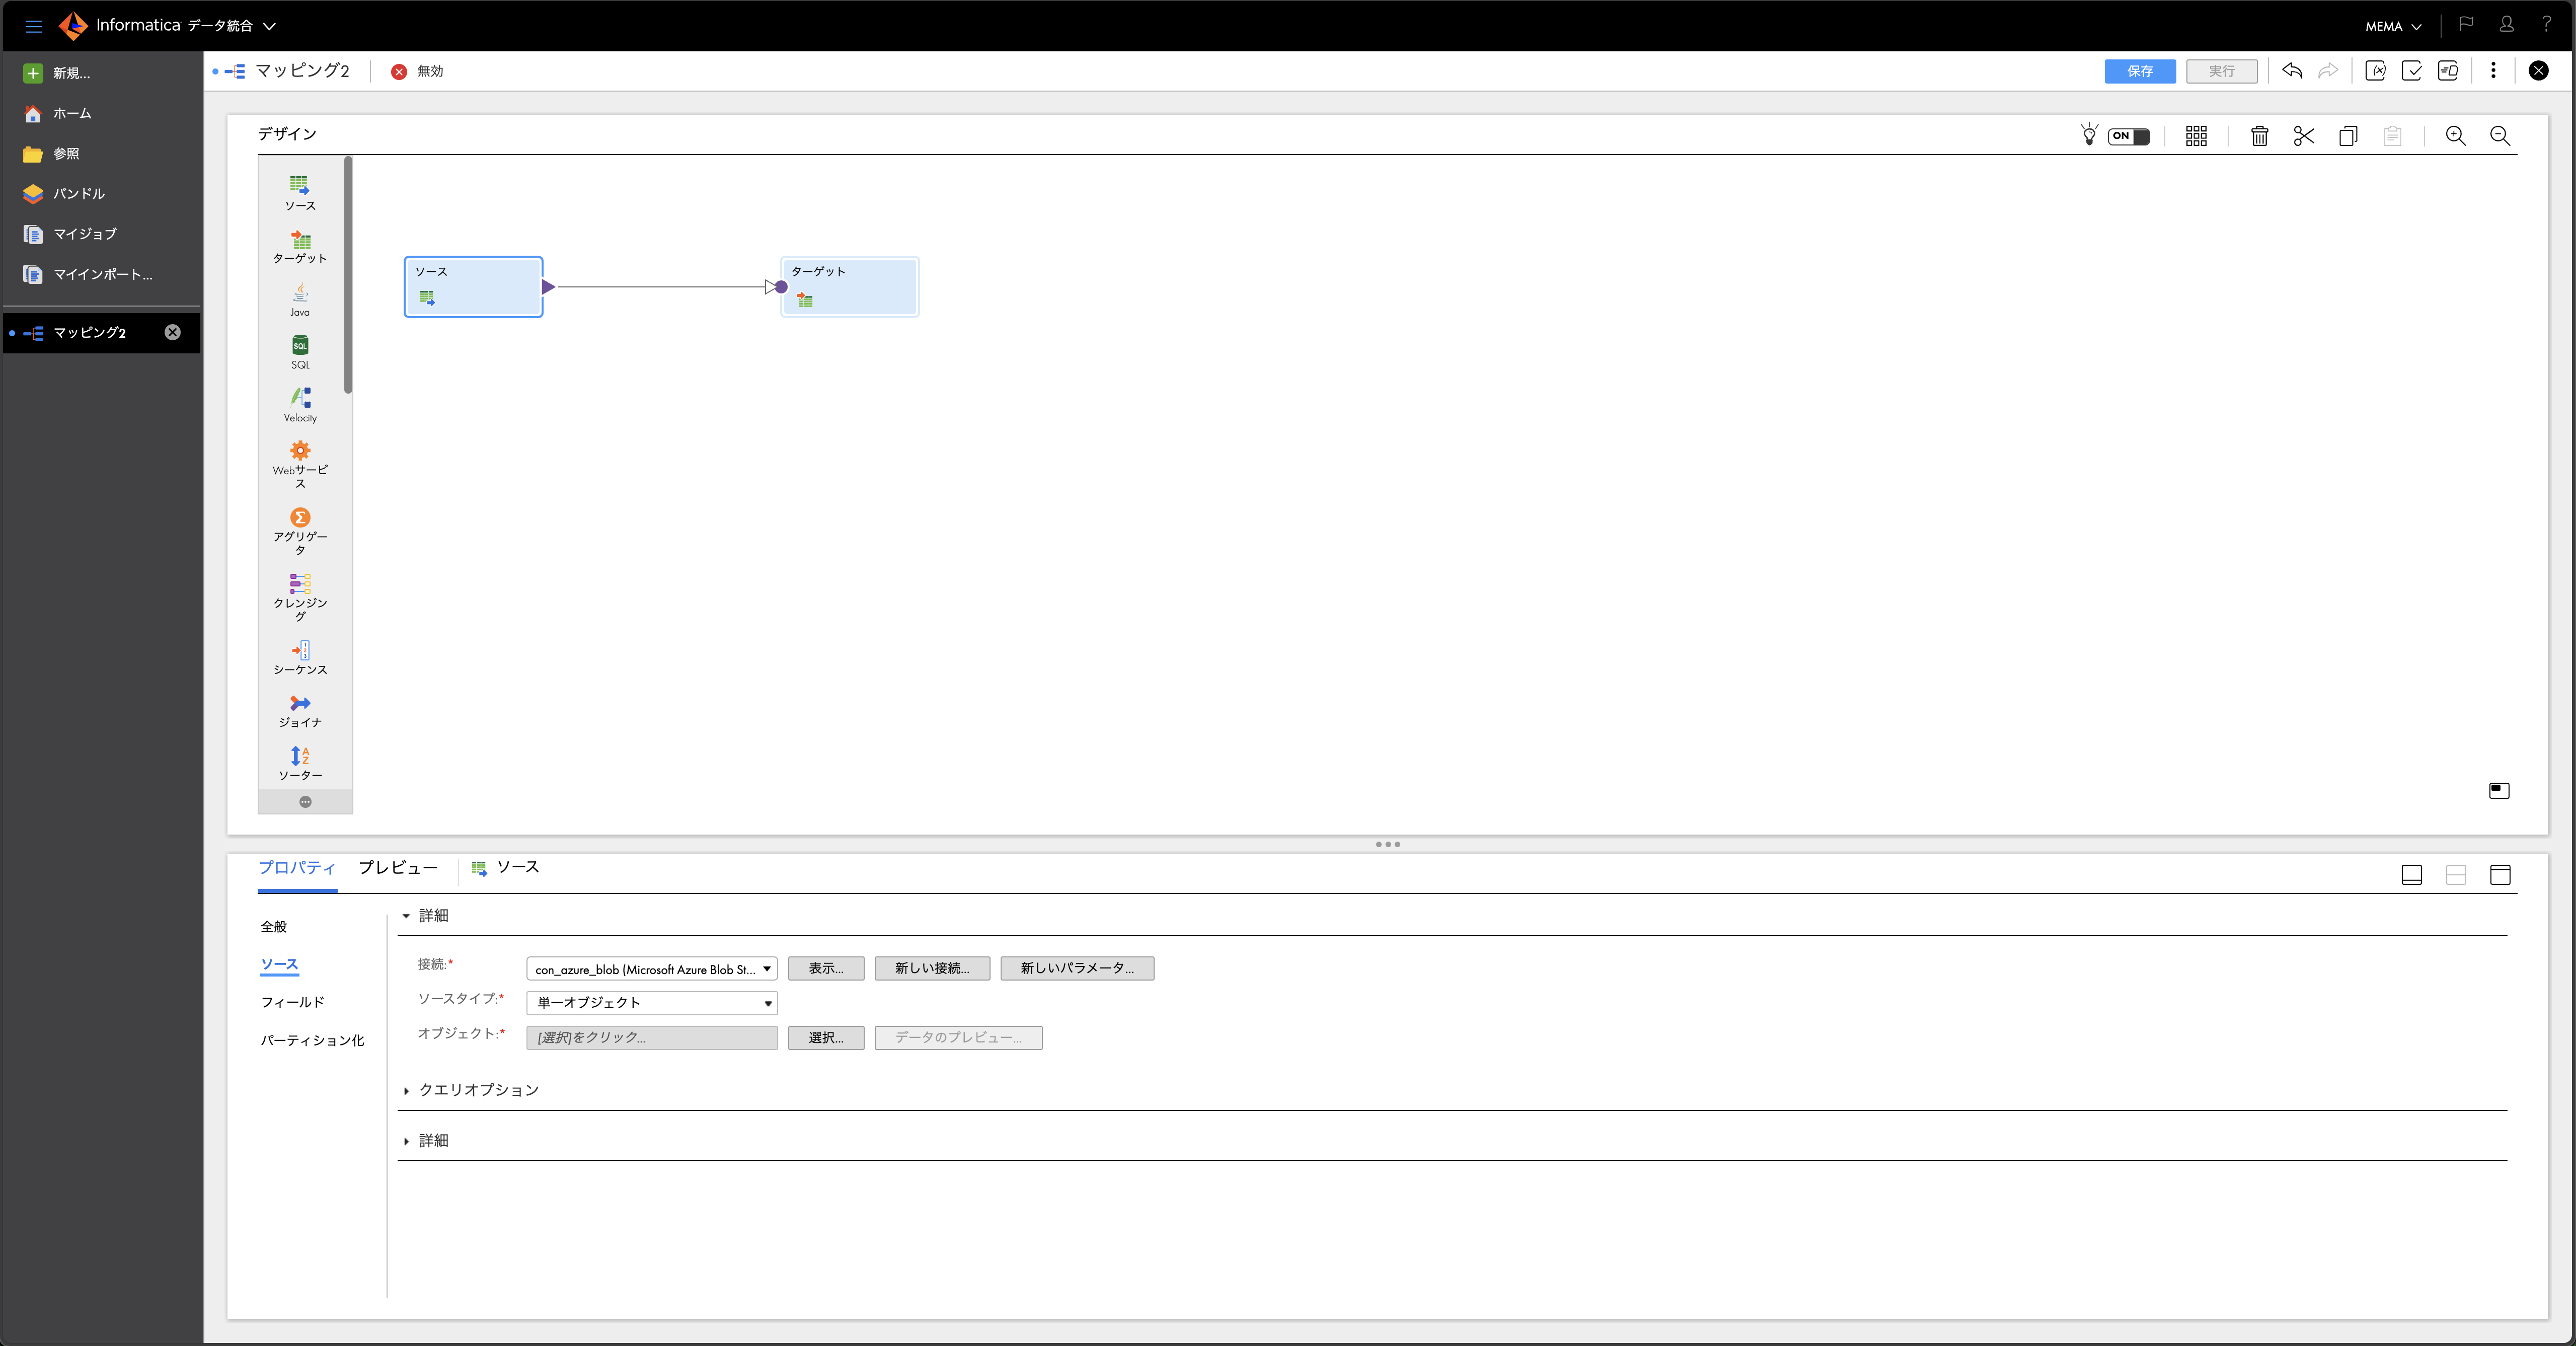 Informatica データ統合
MEMA
?
新規...
ホーム
参照
バンドル
マイジョブ
マイインポート...
マッピング2
マッピング2
無効
保存
実行
デザイン
ON
ソース
ターゲット
Java
SQL
SQL
Velocity
Webサービ
ス
アグリゲー
タ
クレンジン
グ
シーケンス
ジョイナ
A
Z
ソーター
ソース
ターゲット
プロパティ
プレビュー
ソース
全般
ソース
フィールド
パーティション化
詳細
接続:*
con_azure_blob (Microsoft Azure Blob St...
表示...
新しい接続...
新しいパラメータ...
ソースタイプ:*
単一オブジェクト
オブジェクト:*
[選択]をクリック...
選択...
データのプレビュー...
クエリオプション
詳細